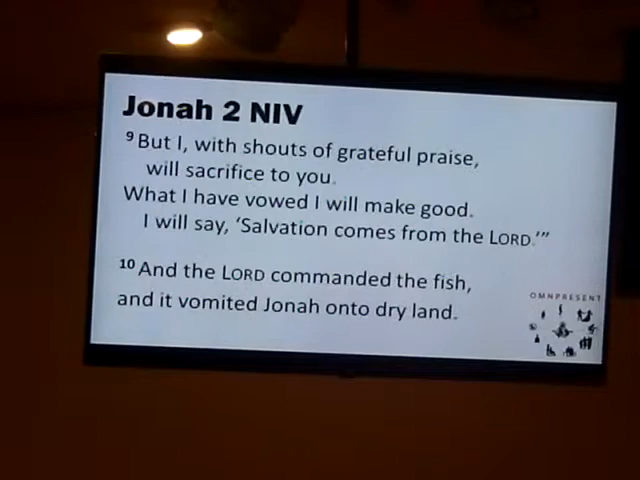 Jonah 2 NIV
9 But I, with shouts of grateful praise,
will sacrifice to you.
What I have vowed I will make good.
I will say, ‘Salvation comes from the LORD.’”
10 And the LORD commanded the fish,
and it vomited Jonah onto dry land.
OMNPRESENT